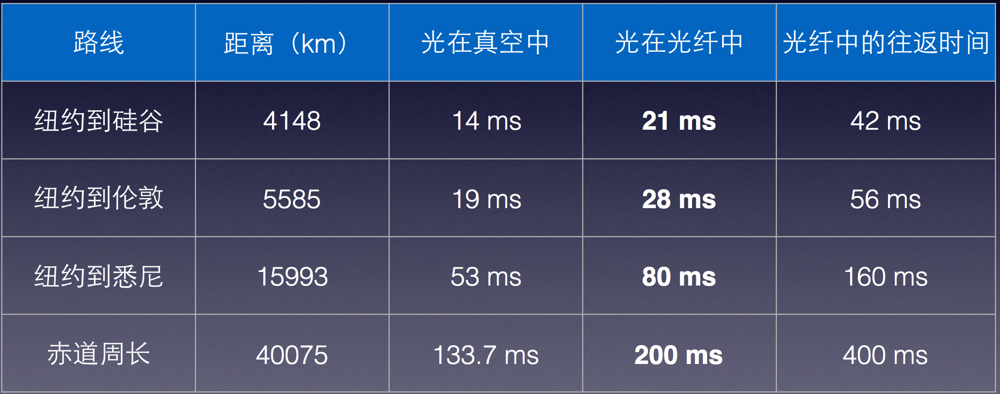 路线 距离（km） 光在真空中 光在光纤中 光纤中的往返时间
纽约到硅谷 4148 14 ms 21 ms 42 ms
纽约到伦敦 5585 19 ms 28 ms 56 ms
纽约到悉尼 15993 53 ms 80 ms 160 ms
赤道周长 40075 133.7 ms 200 ms 400 ms